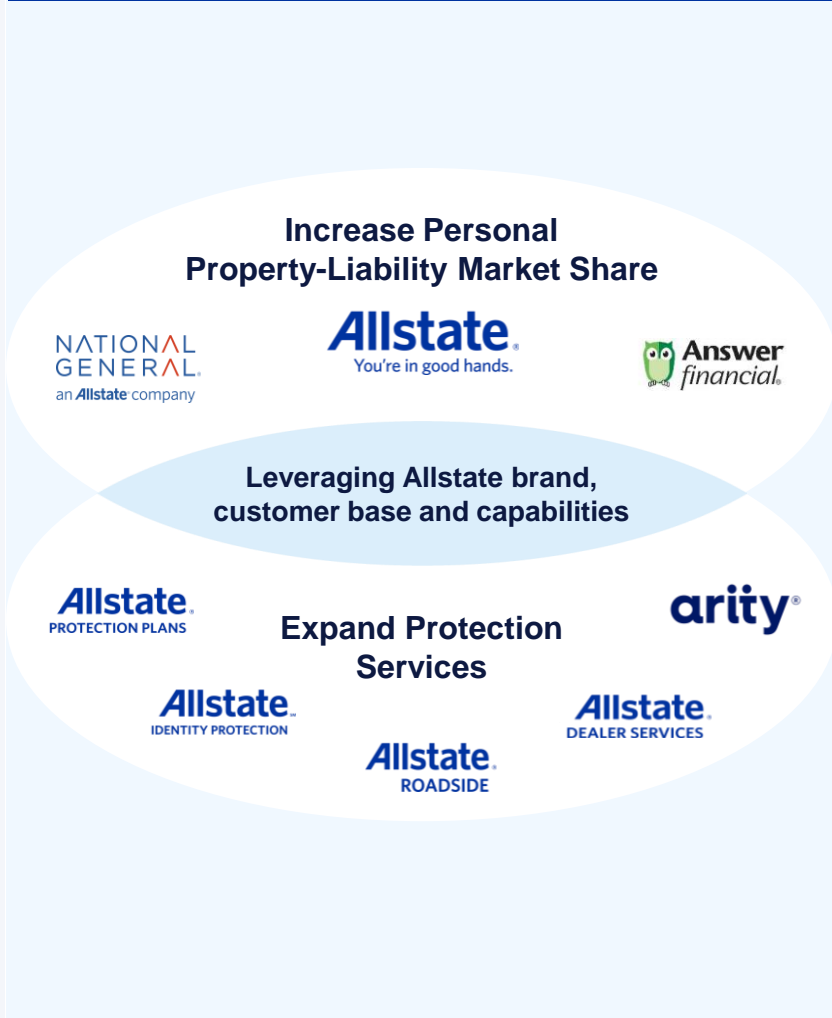 Increase Personal
Property-Liability Market Share
NATIONAL
GENERAL®
an Allstate company
Allstate®
You're in good hands.
Answer
financial®
Leveraging Allstate brand,
customer base and capabilities
Allstate®
PROTECTION PLANS
Expand Protection
Services
arity®
Allstate℠
IDENTITY PROTECTION
Allstate®
ROADSIDE
Allstate®
DEALER SERVICES